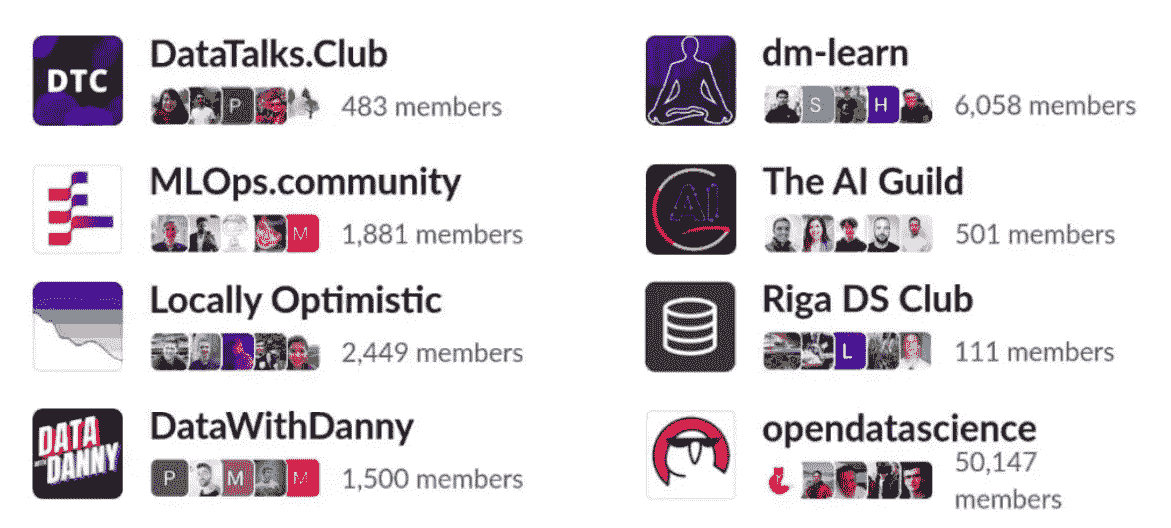 DTC
DataTalks.Club
P
483 members
dm-learn
S H
6,058 members
MLOps.community
M
1,881 members
AI
The AI Guild
501 members
Locally Optimistic
2,449 members
Riga DS Club
L
111 members
DATA
WITH
DANNY
DataWithDanny
P M M
1,500 members
opendatascience
50,147
members